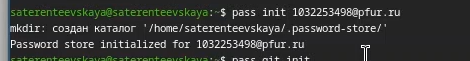 saterenteevskaya@saterenteevskaya:~$ pass init 1032253498@pfur.ru
mkdir: создан каталог '/home/saterenteevskaya/.password-store/'
Password store initialized for 1032253498@pfur.ru
saterenteevskaya@saterenteevskaya:~$ pass git init